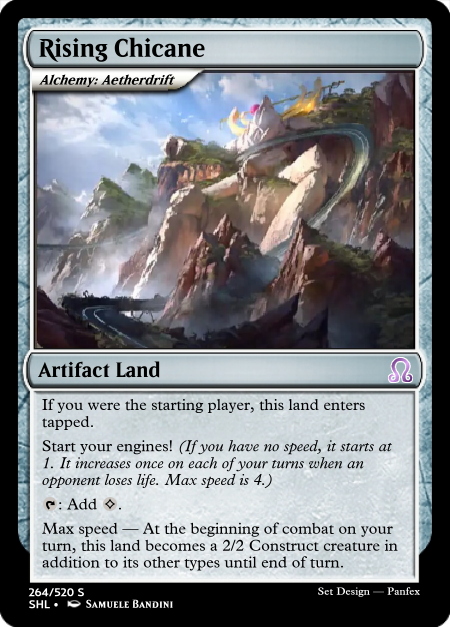 Rising Chicane
Alchemy: Aetherdrift
Artifact Land
If you were the starting player, this land enters
tapped.
Start your engines! (If you have no speed, it starts at
1. It increases once on each of your turns when an
opponent loses life. Max speed is 4.)
: Add .
Max speed — At the beginning of combat on your
turn, this land becomes a 2/2 Construct creature in
addition to its other types until end of turn.
264/520 S
Set Design — Panfex
SHL • Samuele Bandini